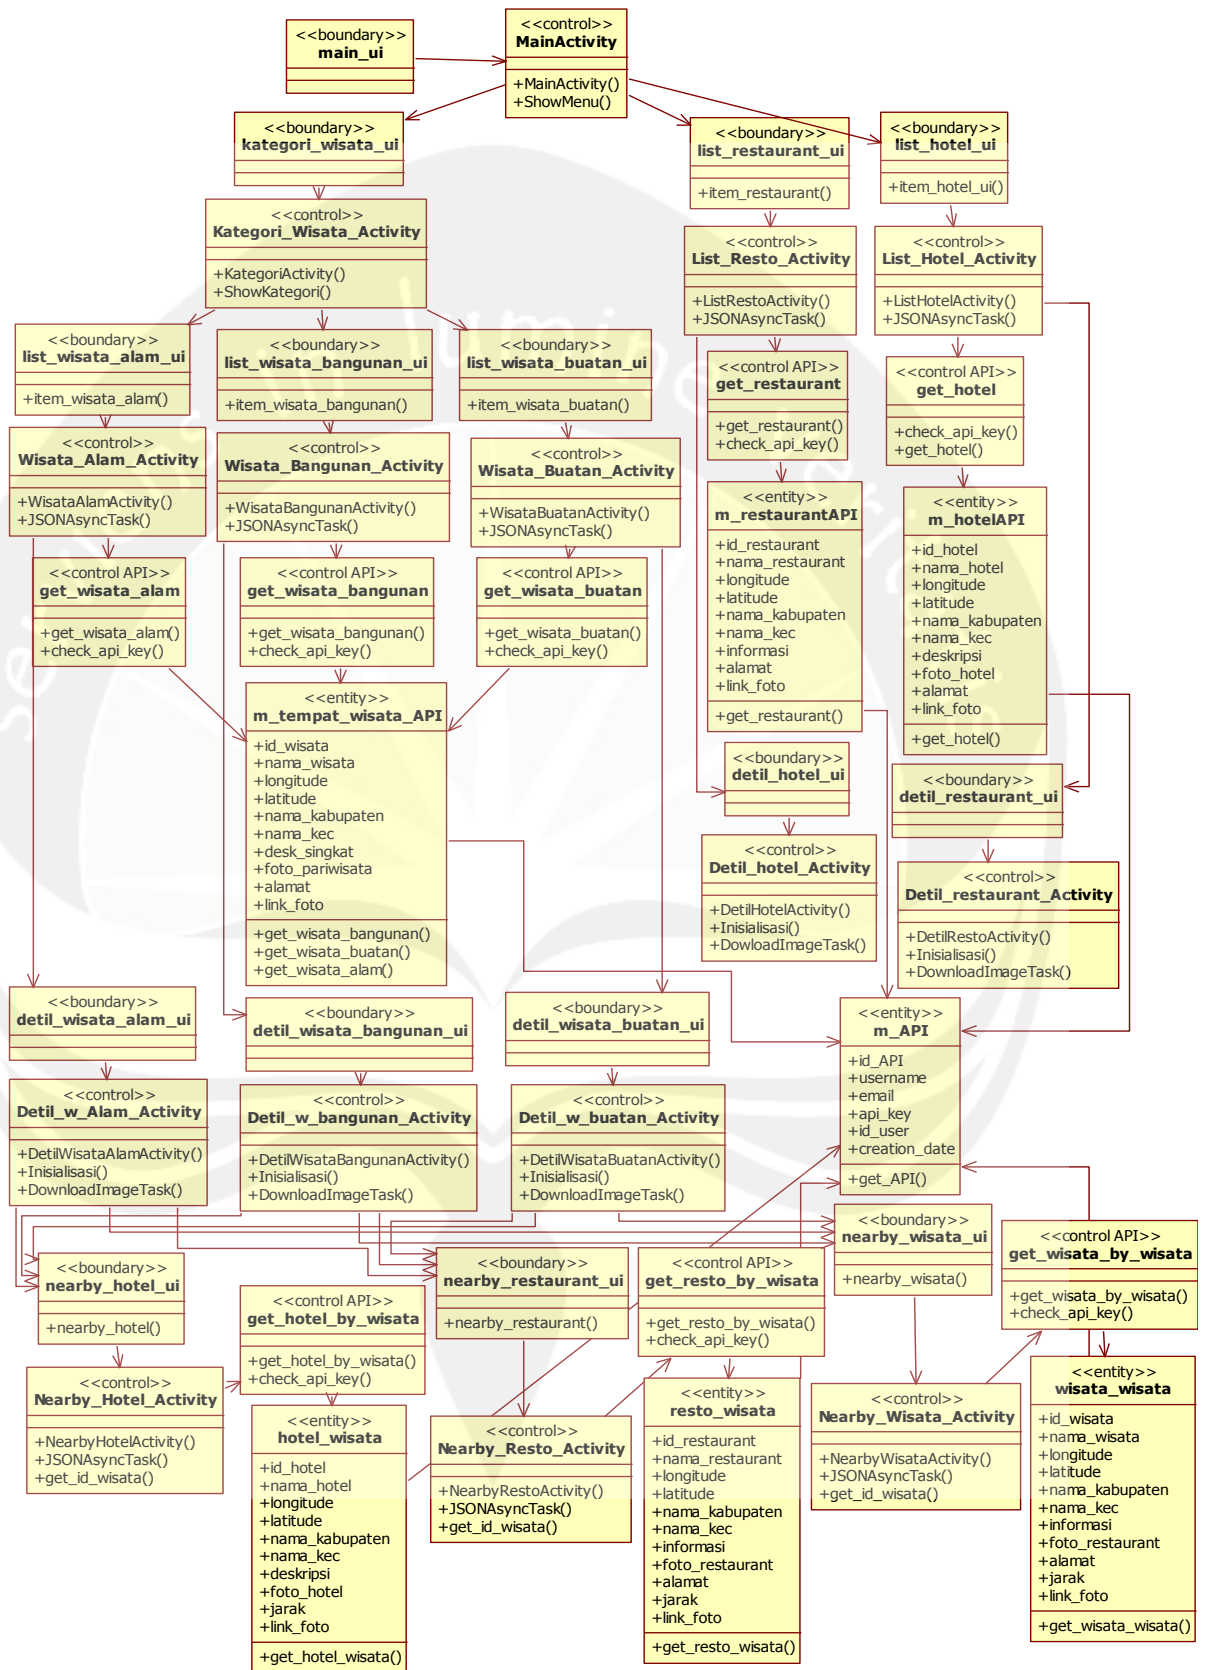 <<boundary>>
main_ui
<<control>>
MainActivity
+MainActivity()
+ShowMenu()
<<boundary>>
kategori_wisata_ui
<<boundary>>
list_restaurant_ui
+item_restaurant()
<<boundary>>
list_hotel_ui
+item_hotel_ui()
<<control>>
Kategori_Wisata_Activity
+KategoriActivity()
+ShowKategori()
<<control>>
List_Resto_Activity
+ListRestoActivity()
+JSONAsyncTask()
<<control>>
List_Hotel_Activity
+ListHotelActivity()
+JSONAsyncTask()
<<boundary>>
list_wisata_alam_ui
+item_wisata_alam()
<<boundary>>
list_wisata_bangunan_ui
+item_wisata_bangunan()
<<boundary>>
list_wisata_buatan_ui
+item_wisata_buatan()
<<control API>>
get_restaurant
+get_restaurant()
+check_api_key()
<<control API>>
get_hotel
+check_api_key()
+get_hotel()
<<control>>
Wisata_Alam_Activity
+WisataAlamActivity()
+JSONAsyncTask()
<<control>>
Wisata_Bangunan_Activity
+WisataBangunanActivity()
+JSONAsyncTask()
<<control>>
Wisata_Buatan_Activity
+WisataBuatanActivity()
+JSONAsyncTask()
<<entity>>
m_restaurantAPI
+id_restaurant
+nama_restaurant
+longitude
+latitude
+nama_kabupaten
+nama_kec
+informasi
+alamat
+link_foto
+get_restaurant()
<<entity>>
m_hotelAPI
+id_hotel
+nama_hotel
+longitude
+latitude
+nama_kabupaten
+nama_kec
+deskripsi
+foto_hotel
+alamat
+link_foto
+get_hotel()
<<control API>>
get_wisata_alam
+get_wisata_alam()
+check_api_key()
<<control API>>
get_wisata_bangunan
+get_wisata_bangunan()
+check_api_key()
<<control API>>
get_wisata_buatan
+get_wisata_buatan()
+check_api_key()
<<entity>>
m_tempat_wisata_API
+id_wisata
+nama_wisata
+longitude
+latitude
+nama_kabupaten
+nama_kec
+desk_singkat
+foto_pariwisata
+alamat
+link_foto
+get_wisata_bangunan()
+get_wisata_buatan()
+get_wisata_alam()
<<boundary>>
detil_hotel_ui
<<boundary>>
detil_restaurant_ui
<<control>>
Detil_hotel_Activity
+DetilHotelActivity()
+Inisialisasi()
+DowloadImageTask()
<<control>>
Detil_restaurant_Activity
+DetilRestoActivity()
+Inisialisasi()
+DownloadImageTask()
<<boundary>>
detil_wisata_alam_ui
<<boundary>>
detil_wisata_bangunan_ui
<<boundary>>
detil_wisata_buatan_ui
<<entity>>
m_API
+id_API
+username
+email
+api_key
+id_user
+creation_date
+get_API()
<<control>>
Detil_w_Alam_Activity
+DetilWisataAlamActivity()
+Inisialisasi()
+DownloadImageTask()
<<control>>
Detil_w_bangunan_Activity
+DetilWisataBangunanActivity()
+Inisialisasi()
+DownloadImageTask()
<<control>>
Detil_w_buatan_Activity
+DetilWisataBuatanActivity()
+Inisialisasi()
+DownloadImageTask()
<<boundary>>
nearby_hotel_ui
+nearby_hotel()
<<boundary>>
nearby_restaurant_ui
+nearby_restaurant()
<<control API>>
get_resto_by_wisata
+get_resto_by_wisata()
+check_api_key()
<<boundary>>
nearby_wisata_ui
+nearby_wisata()
<<control API>>
get_wisata_by_wisata
+get_wisata_by_wisata()
+check_api_key()
<<control API>>
get_hotel_by_wisata
+get_hotel_by_wisata()
+check_api_key()
<<control>>
Nearby_Hotel_Activity
+NearbyHotelActivity()
+JSONAsyncTask()
+get_id_wisata()
<<entity>>
hotel_wisata
+id_hotel
+nama_hotel
+longitude
+latitude
+nama_kabupaten
+nama_kec
+deskripsi
+foto_hotel
+jarak
+link_foto
+get_hotel_wisata()
<<control>>
Nearby_Resto_Activity
+NearbyRestoActivity()
+JSONAsyncTask()
+get_id_wisata()
<<entity>>
resto_wisata
+id_restaurant
+nama_restaurant
+longitude
+latitude
+nama_kabupaten
+nama_kec
+informasi
+foto_restaurant
+alamat
+jarak
+link_foto
+get_resto_wisata()
<<control>>
Nearby_Wisata_Activity
+NearbyWisataActivity()
+JSONAsyncTask()
+get_id_wisata()
<<entity>>
wisata_wisata
+id_wisata
+nama_wisata
+longitude
+latitude
+nama_kabupaten
+nama_kec
+informasi
+foto_restaurant
+alamat
+jarak
+link_foto
+get_wisata_wisata()